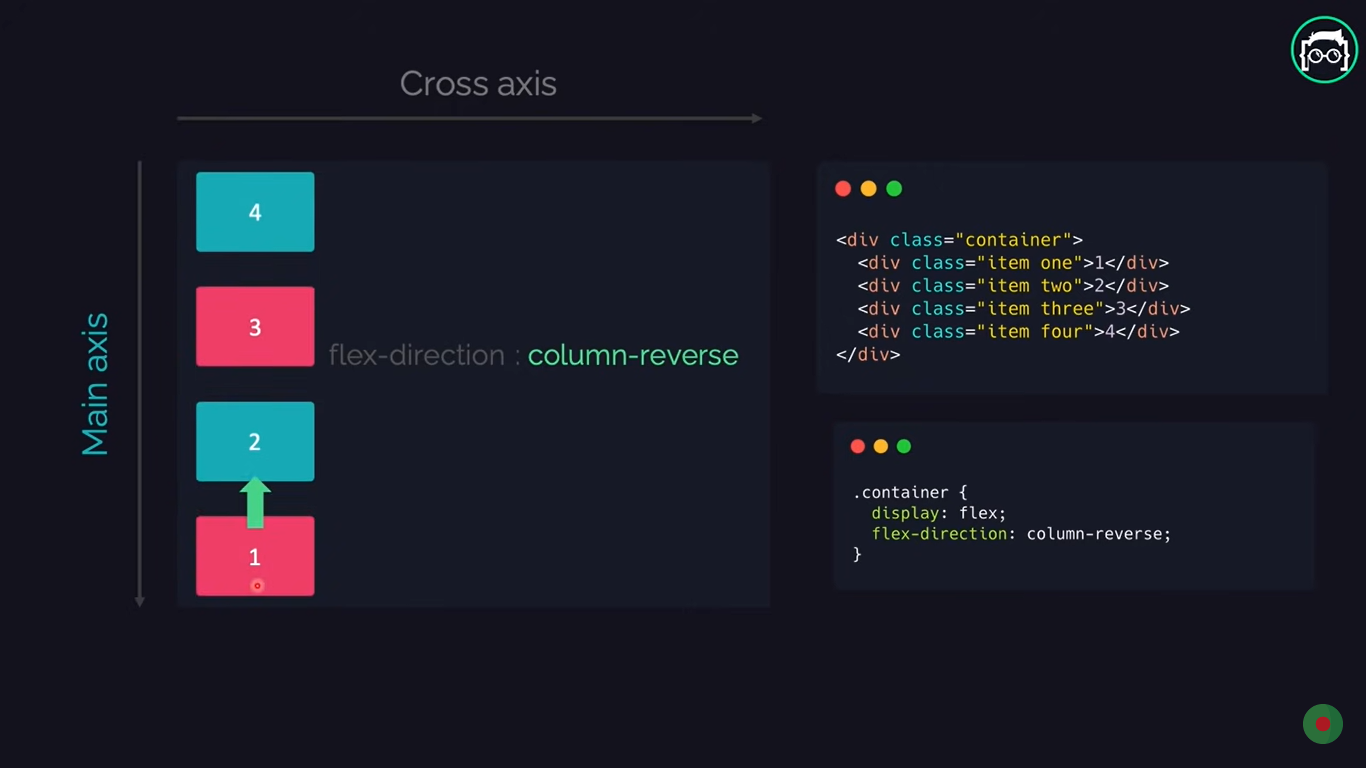 Cross axis
Main axis
4
3
flex-direction : column-reverse
2
1
<div class="container">
  <div class="item one">1</div>
  <div class="item two">2</div>
  <div class="item three">3</div>
  <div class="item four">4</div>
</div>
.container {
  display: flex;
  flex-direction: column-reverse;
}